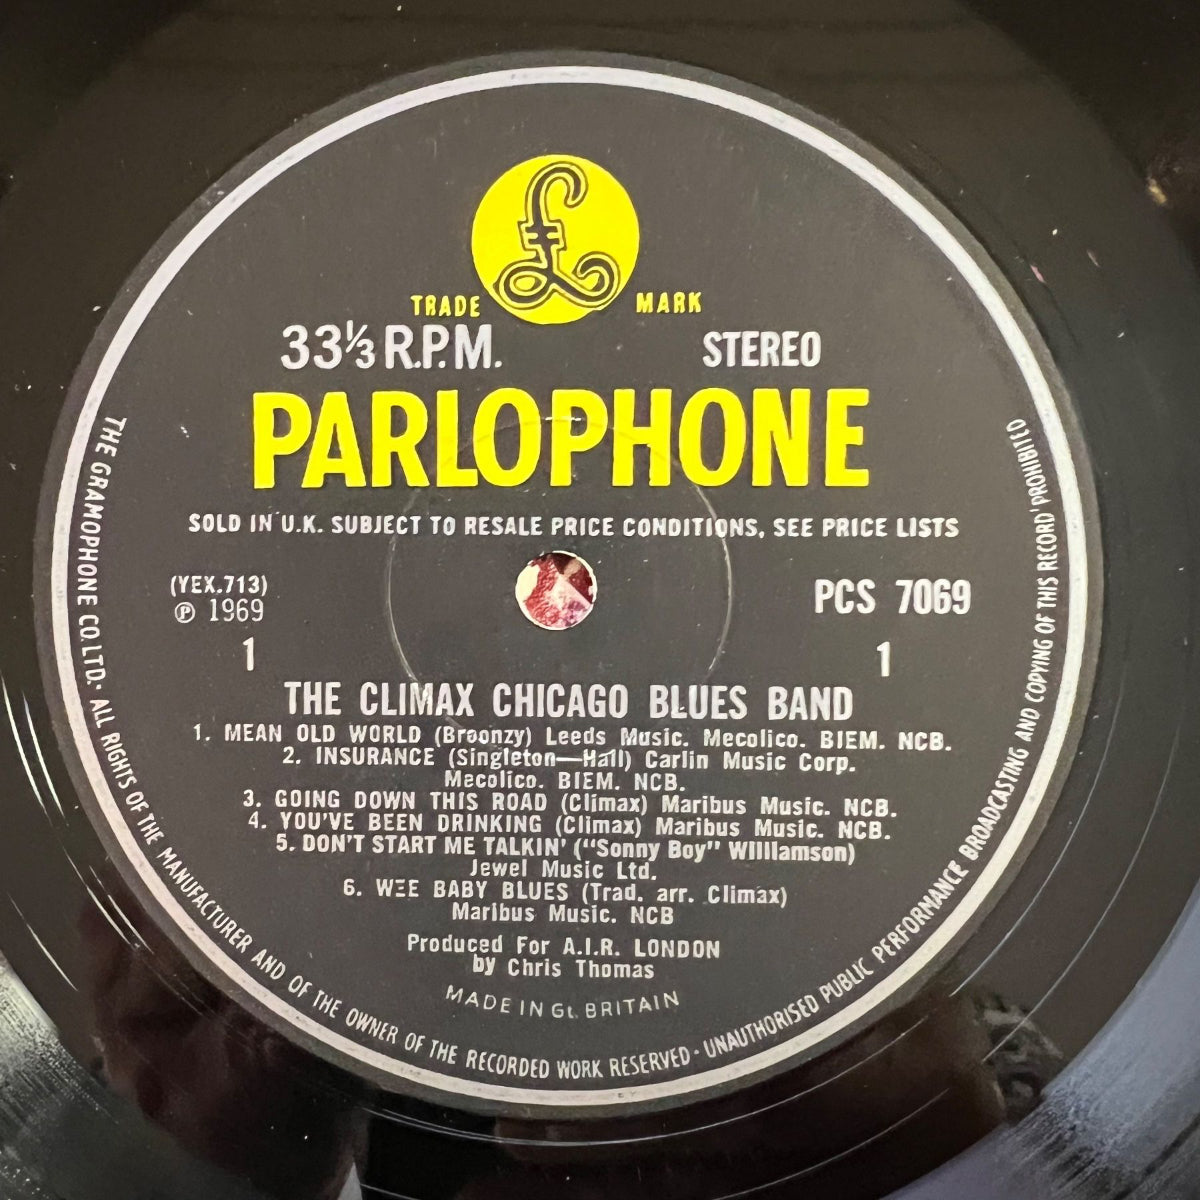 £
TRADE MARK
33⅓ R.P.M. STEREO
PARLOPHONE
SOLD IN U.K. SUBJECT TO RESALE PRICE CONDITIONS, SEE PRICE LISTS
(YEX.713) PCS 7069
℗ 1969
1 1
THE CLIMAX CHICAGO BLUES BAND
1. MEAN OLD WORLD (Broonzy) Leeds Music. Mecolico. BIEM. NCB.
2. INSURANCE (Singleton—Hall) Carlin Music Corp.
Mecolico. BIEM. NCB.
3. GOING DOWN THIS ROAD (Climax) Maribus Music. NCB.
4. YOU'VE BEEN DRINKING (Climax) Maribus Music. NCB.
5. DON'T START ME TALKIN' ("Sonny Boy" Williamson)
Jewel Music Ltd.
6. WEE BABY BLUES (Trad. arr. Climax)
Maribus Music. NCB
Produced For A.I.R. LONDON
by Chris Thomas
MADE IN Gt. BRITAIN
THE GRAMOPHONE CO. LTD. · ALL RIGHTS OF THE MANUFACTURER AND OF THE OWNER OF THE RECORDED WORK RESERVED · UNAUTHORISED PUBLIC PERFORMANCE BROADCASTING AND COPYING OF THIS RECORD PROHIBITED